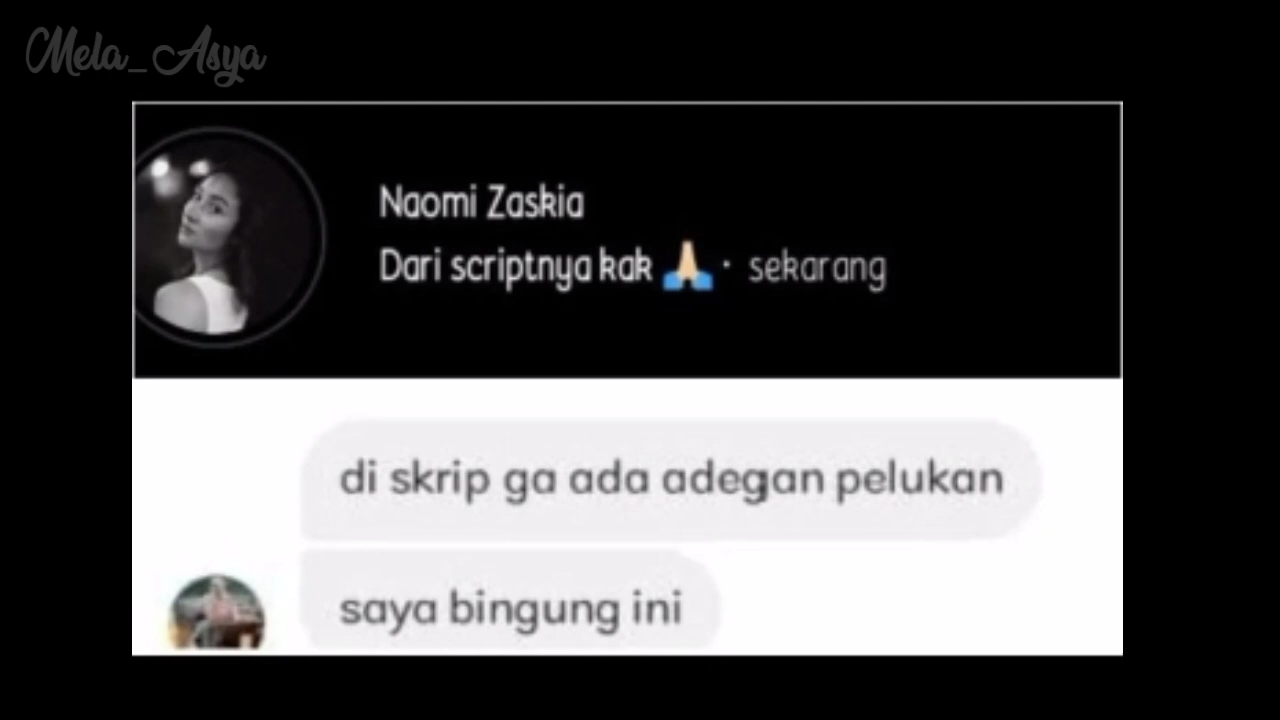 Mela_Asya
Naomi Zaskia
Dari scriptnya kak 🙏🏼 · sekarang
di skrip ga ada adegan pelukan
saya bingung ini